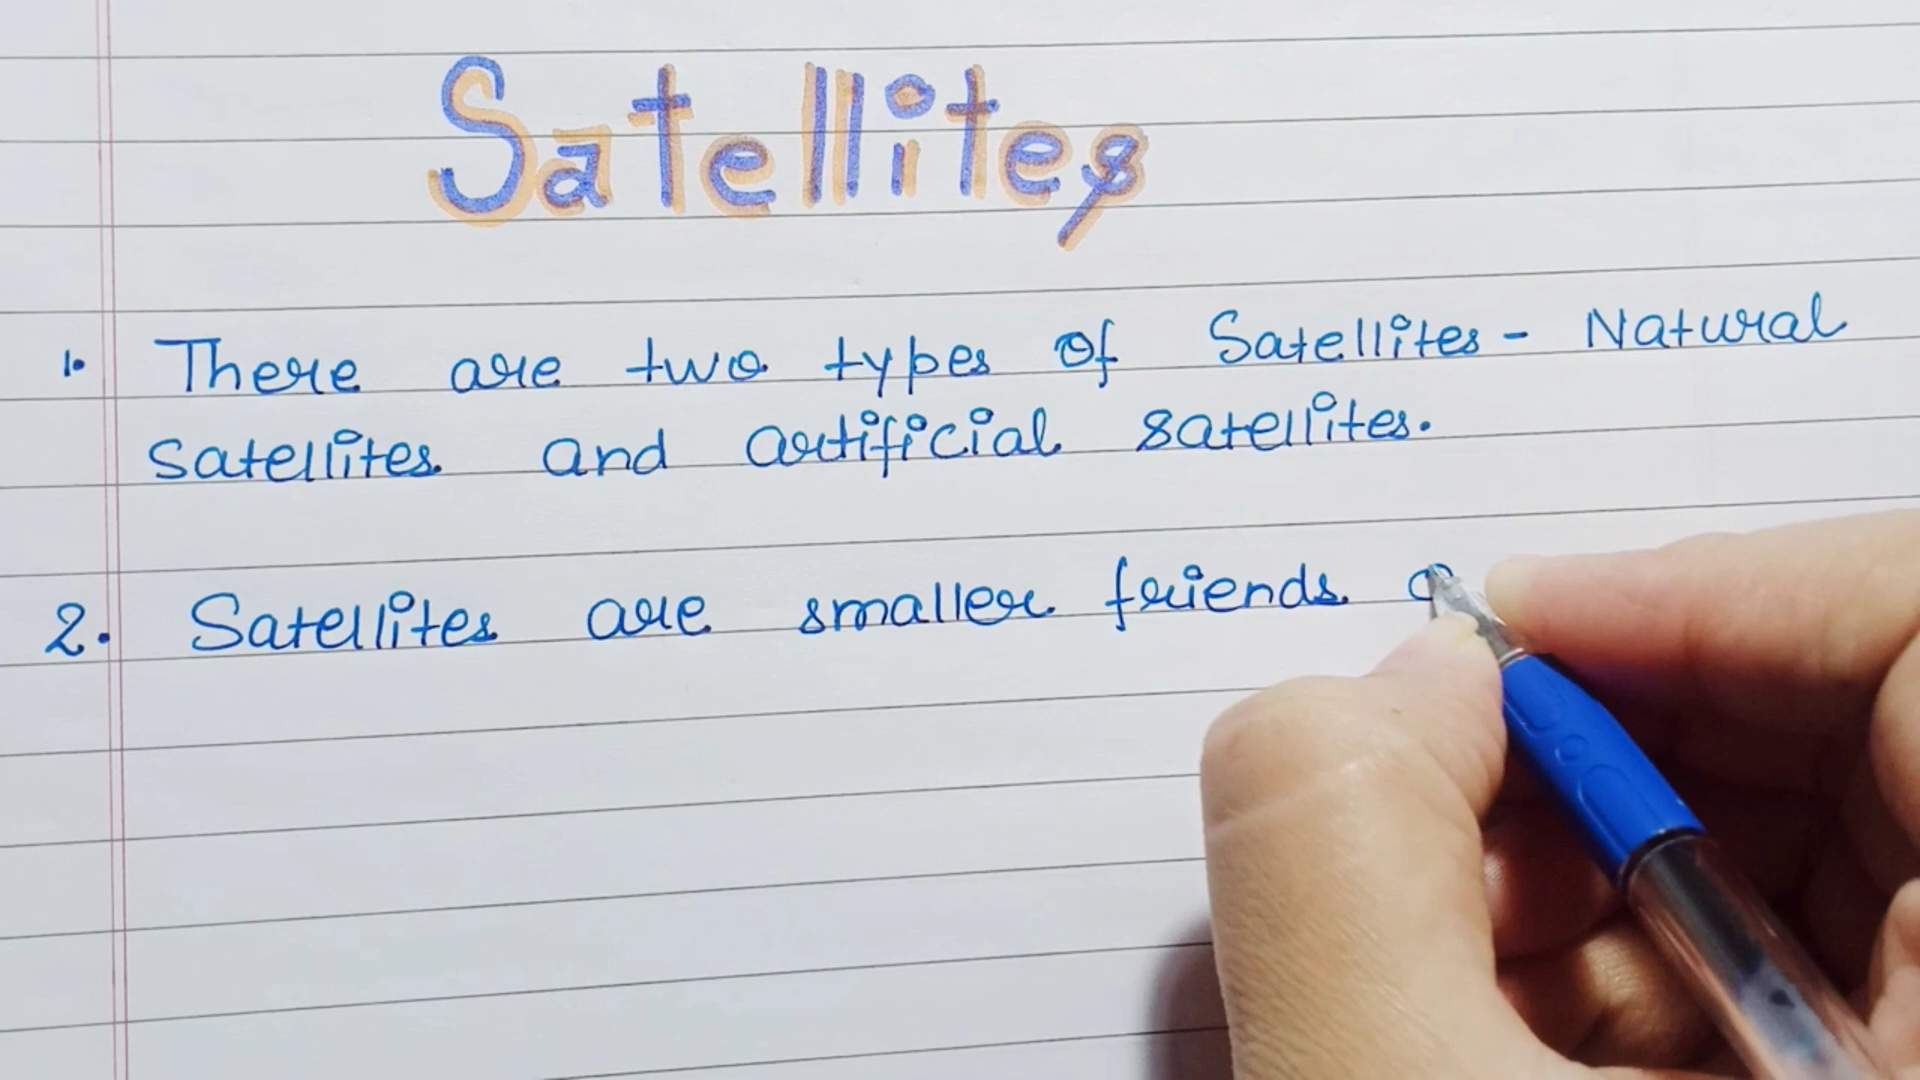 Satellites
1. There are two types of Satellites - Natural
satellites and artificial satellites.
2. Satellites are smaller friends